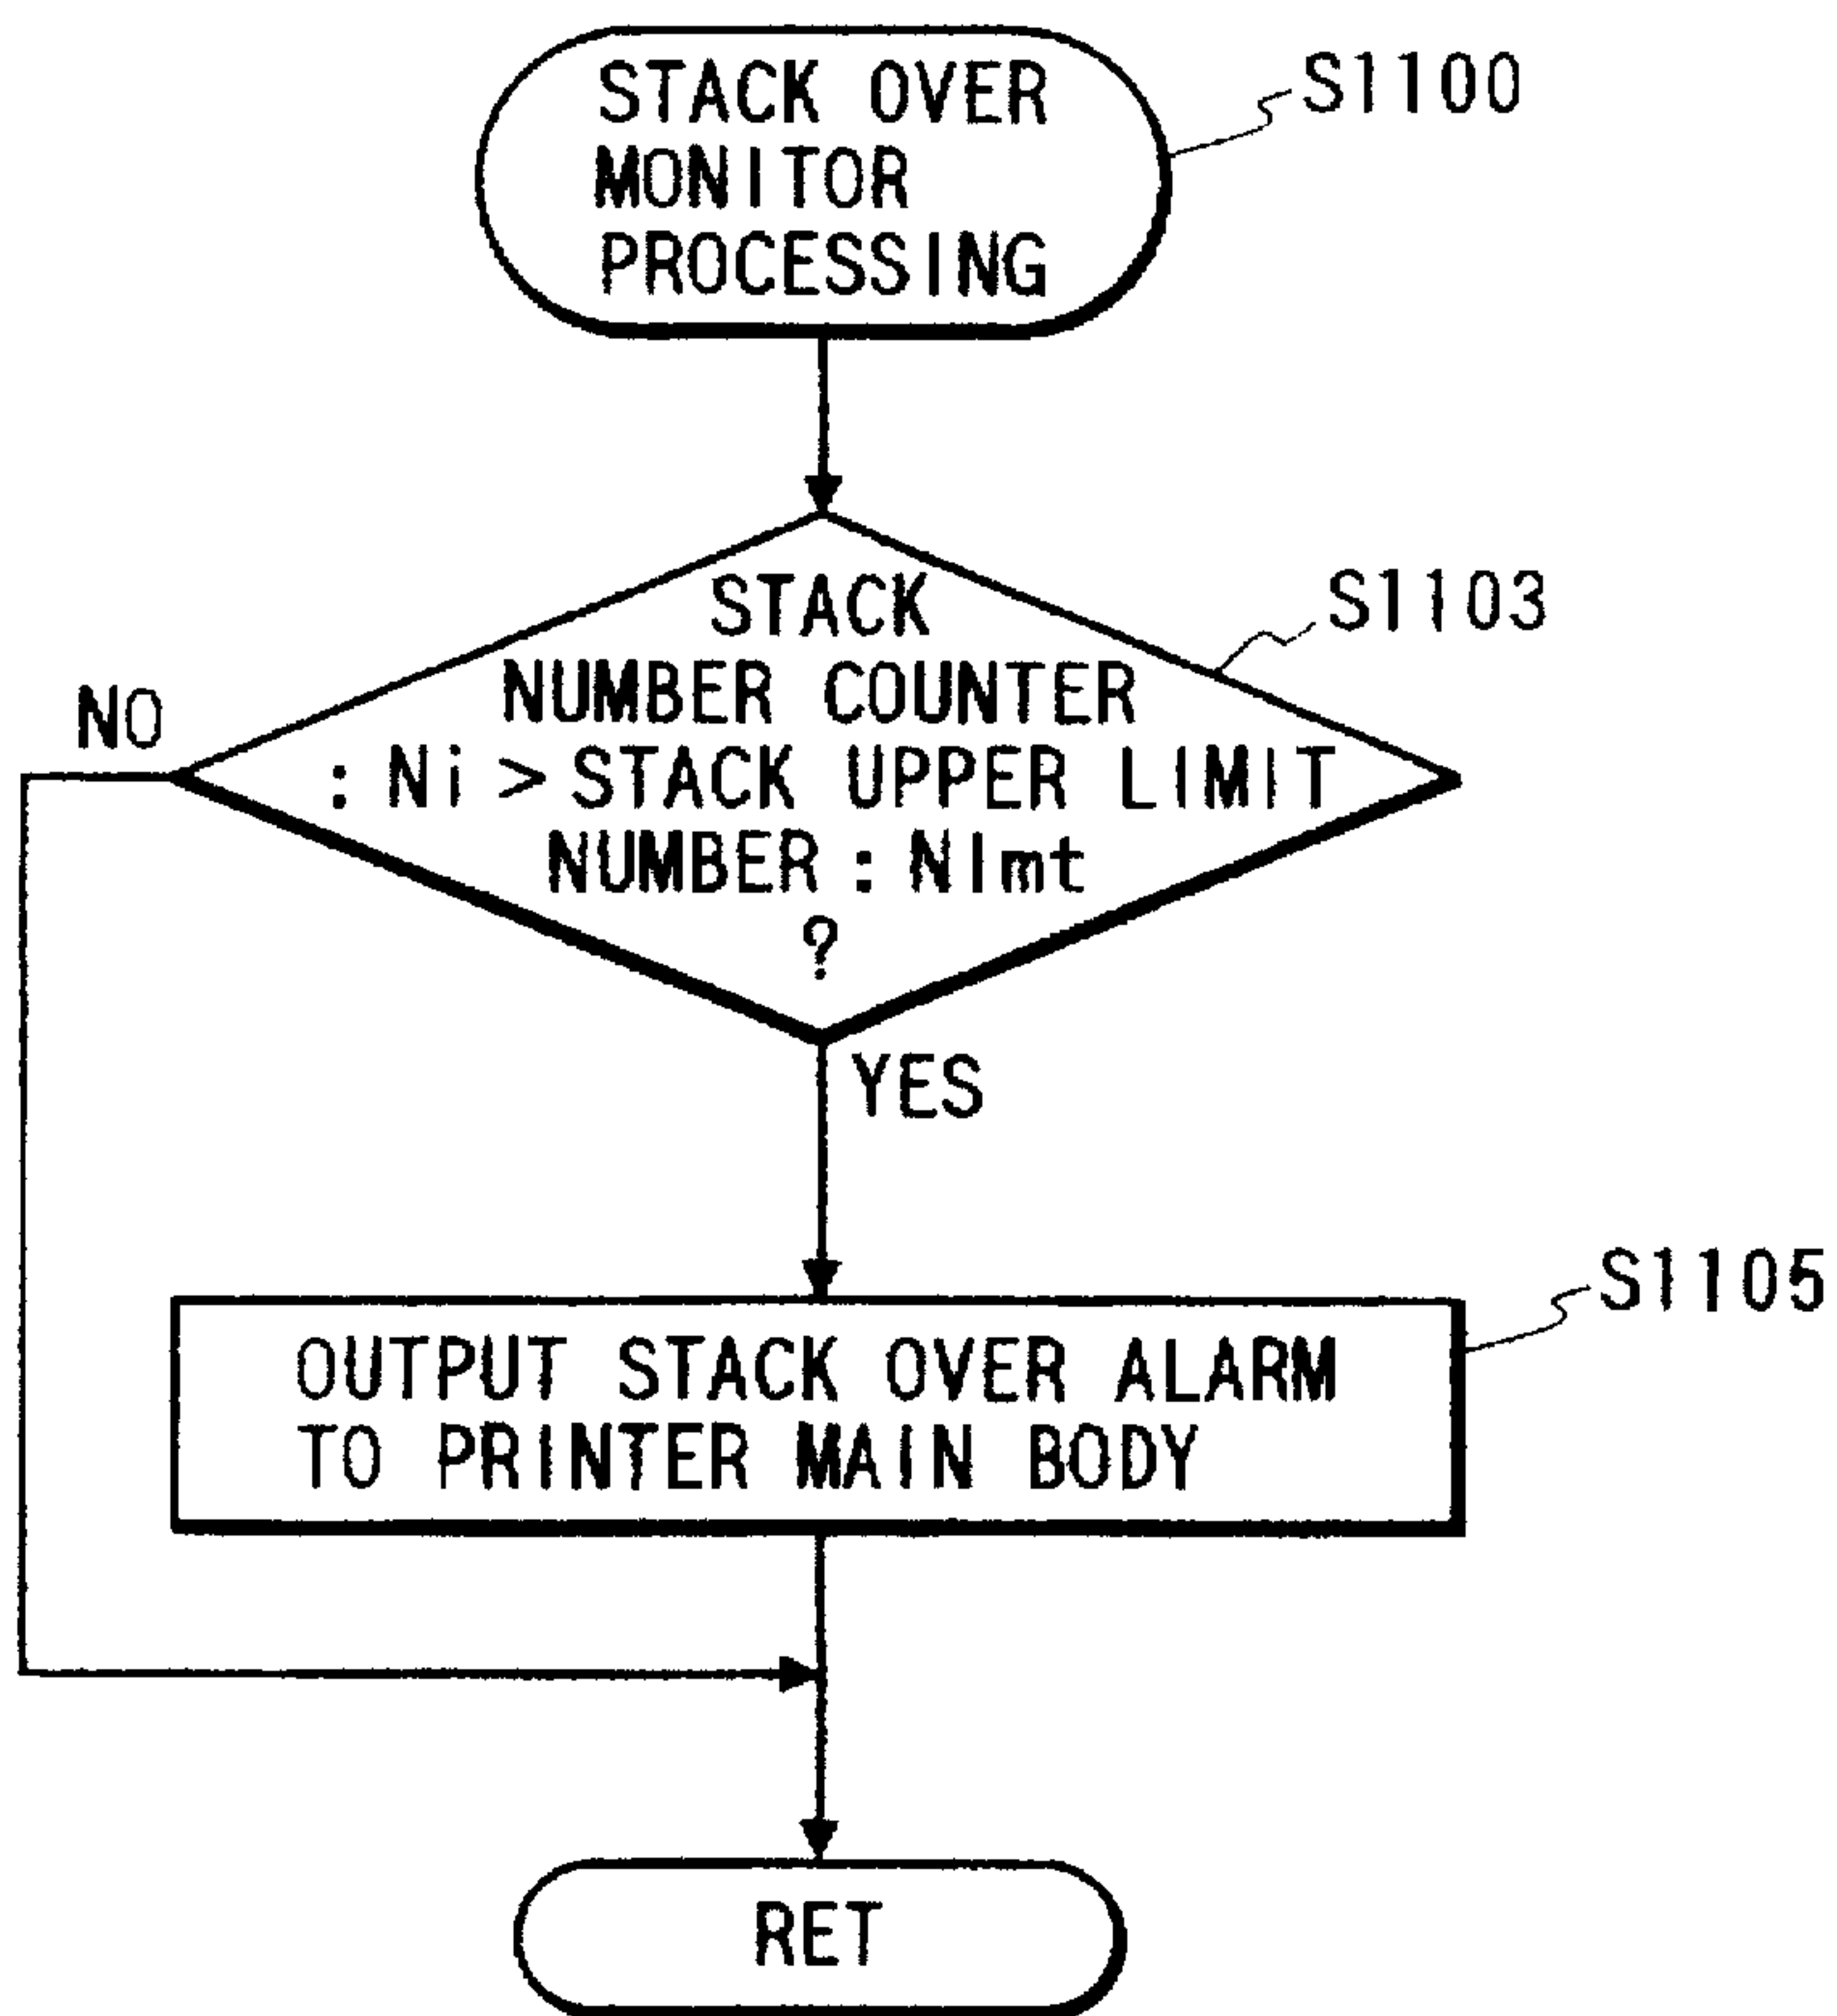 STACK OVER
MONITOR
PROCESSING
S1100
STACK
NUMBER COUNTER
: Ni > STACK UPPER LIMIT
NUMBER : Nlmt
?
S1103
NO
YES
OUTPUT STACK OVER ALARM
TO PRINTER MAIN BODY
S1105
RET